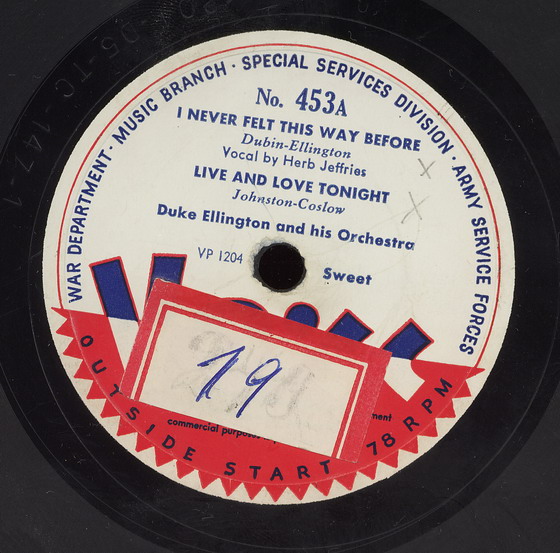 WAR DEPARTMENT · MUSIC BRANCH · SPECIAL SERVICES DIVISION · ARMY SERVICE FORCES
No. 453A
I NEVER FELT THIS WAY BEFORE
Dubin-Ellington
Vocal by Herb Jeffries
LIVE AND LOVE TONIGHT
Johnston-Coslow
Duke Ellington and his Orchestra
VP 1204
Sweet
19
commercial purposes
OUTSIDE START 78 RPM